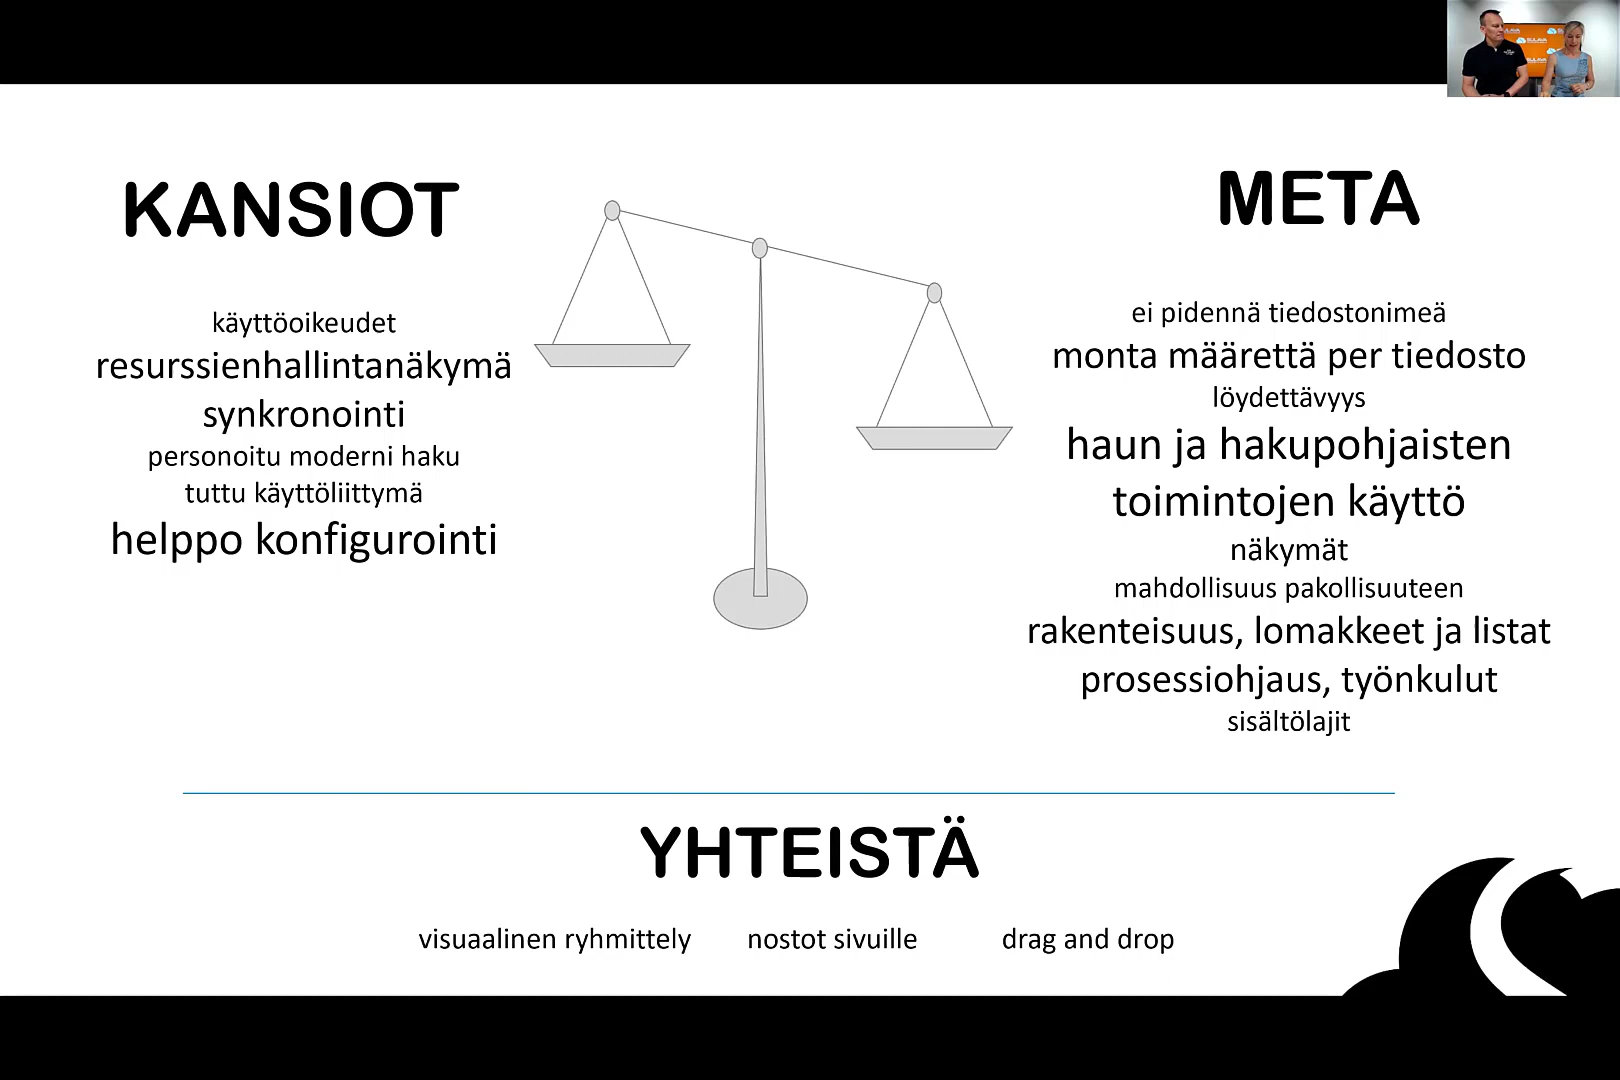 SULAVA
KANSIOT
käyttöoikeudet
resurssienhallintanäkymä
synkronointi
personoitu moderni haku
tuttu käyttöliittymä
helppo konfigurointi
META
ei pidennä tiedostonimeä
monta määrettä per tiedosto
löydettävyys
haun ja hakupohjaisten
toimintojen käyttö
näkymät
mahdollisuus pakollisuuteen
rakenteisuus, lomakkeet ja listat
prosessiohjaus, työnkulut
sisältölajit
YHTEISTÄ
visuaalinen ryhmittely nostot sivuille drag and drop